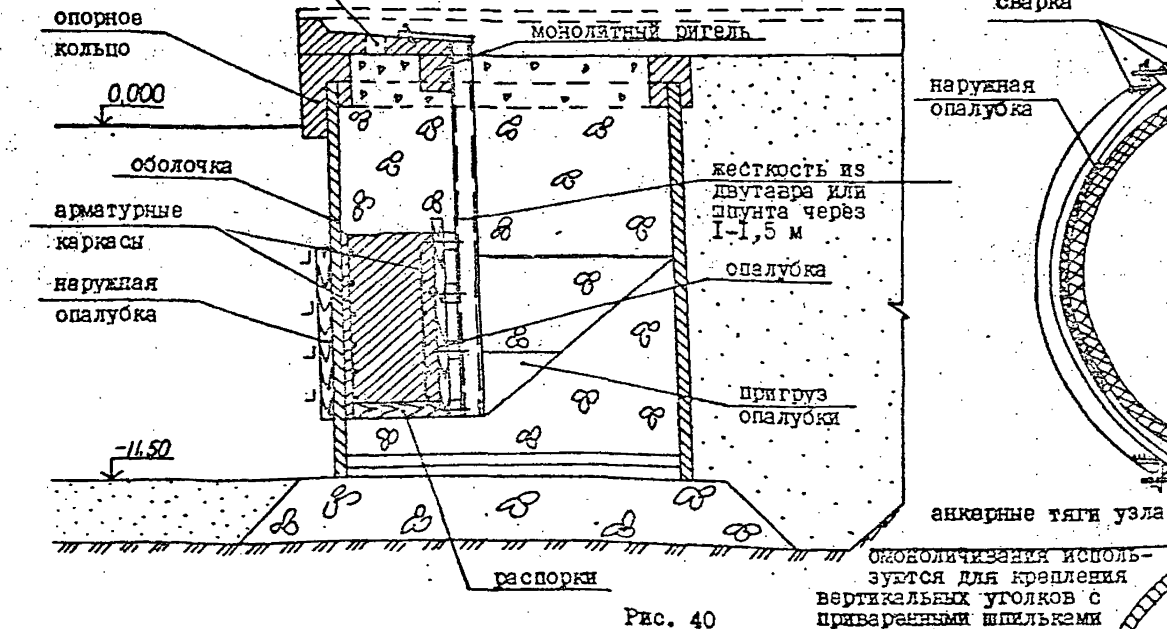 опорное
кольцо
0,000
оболочка
арматурные
каркасы
наружная
опалубка
-11.50
монолитный ригель
жесткость из
двутавра или
шпунта через
I-I,5 м
опалубка
пригруз
опалубки
распорки
Рис. 40
сварка
наружная
опалубка
анкерные тяги узла
омоноличивания исполь-
зуются для крепления
вертикальных уголков с
приваренными шпильками